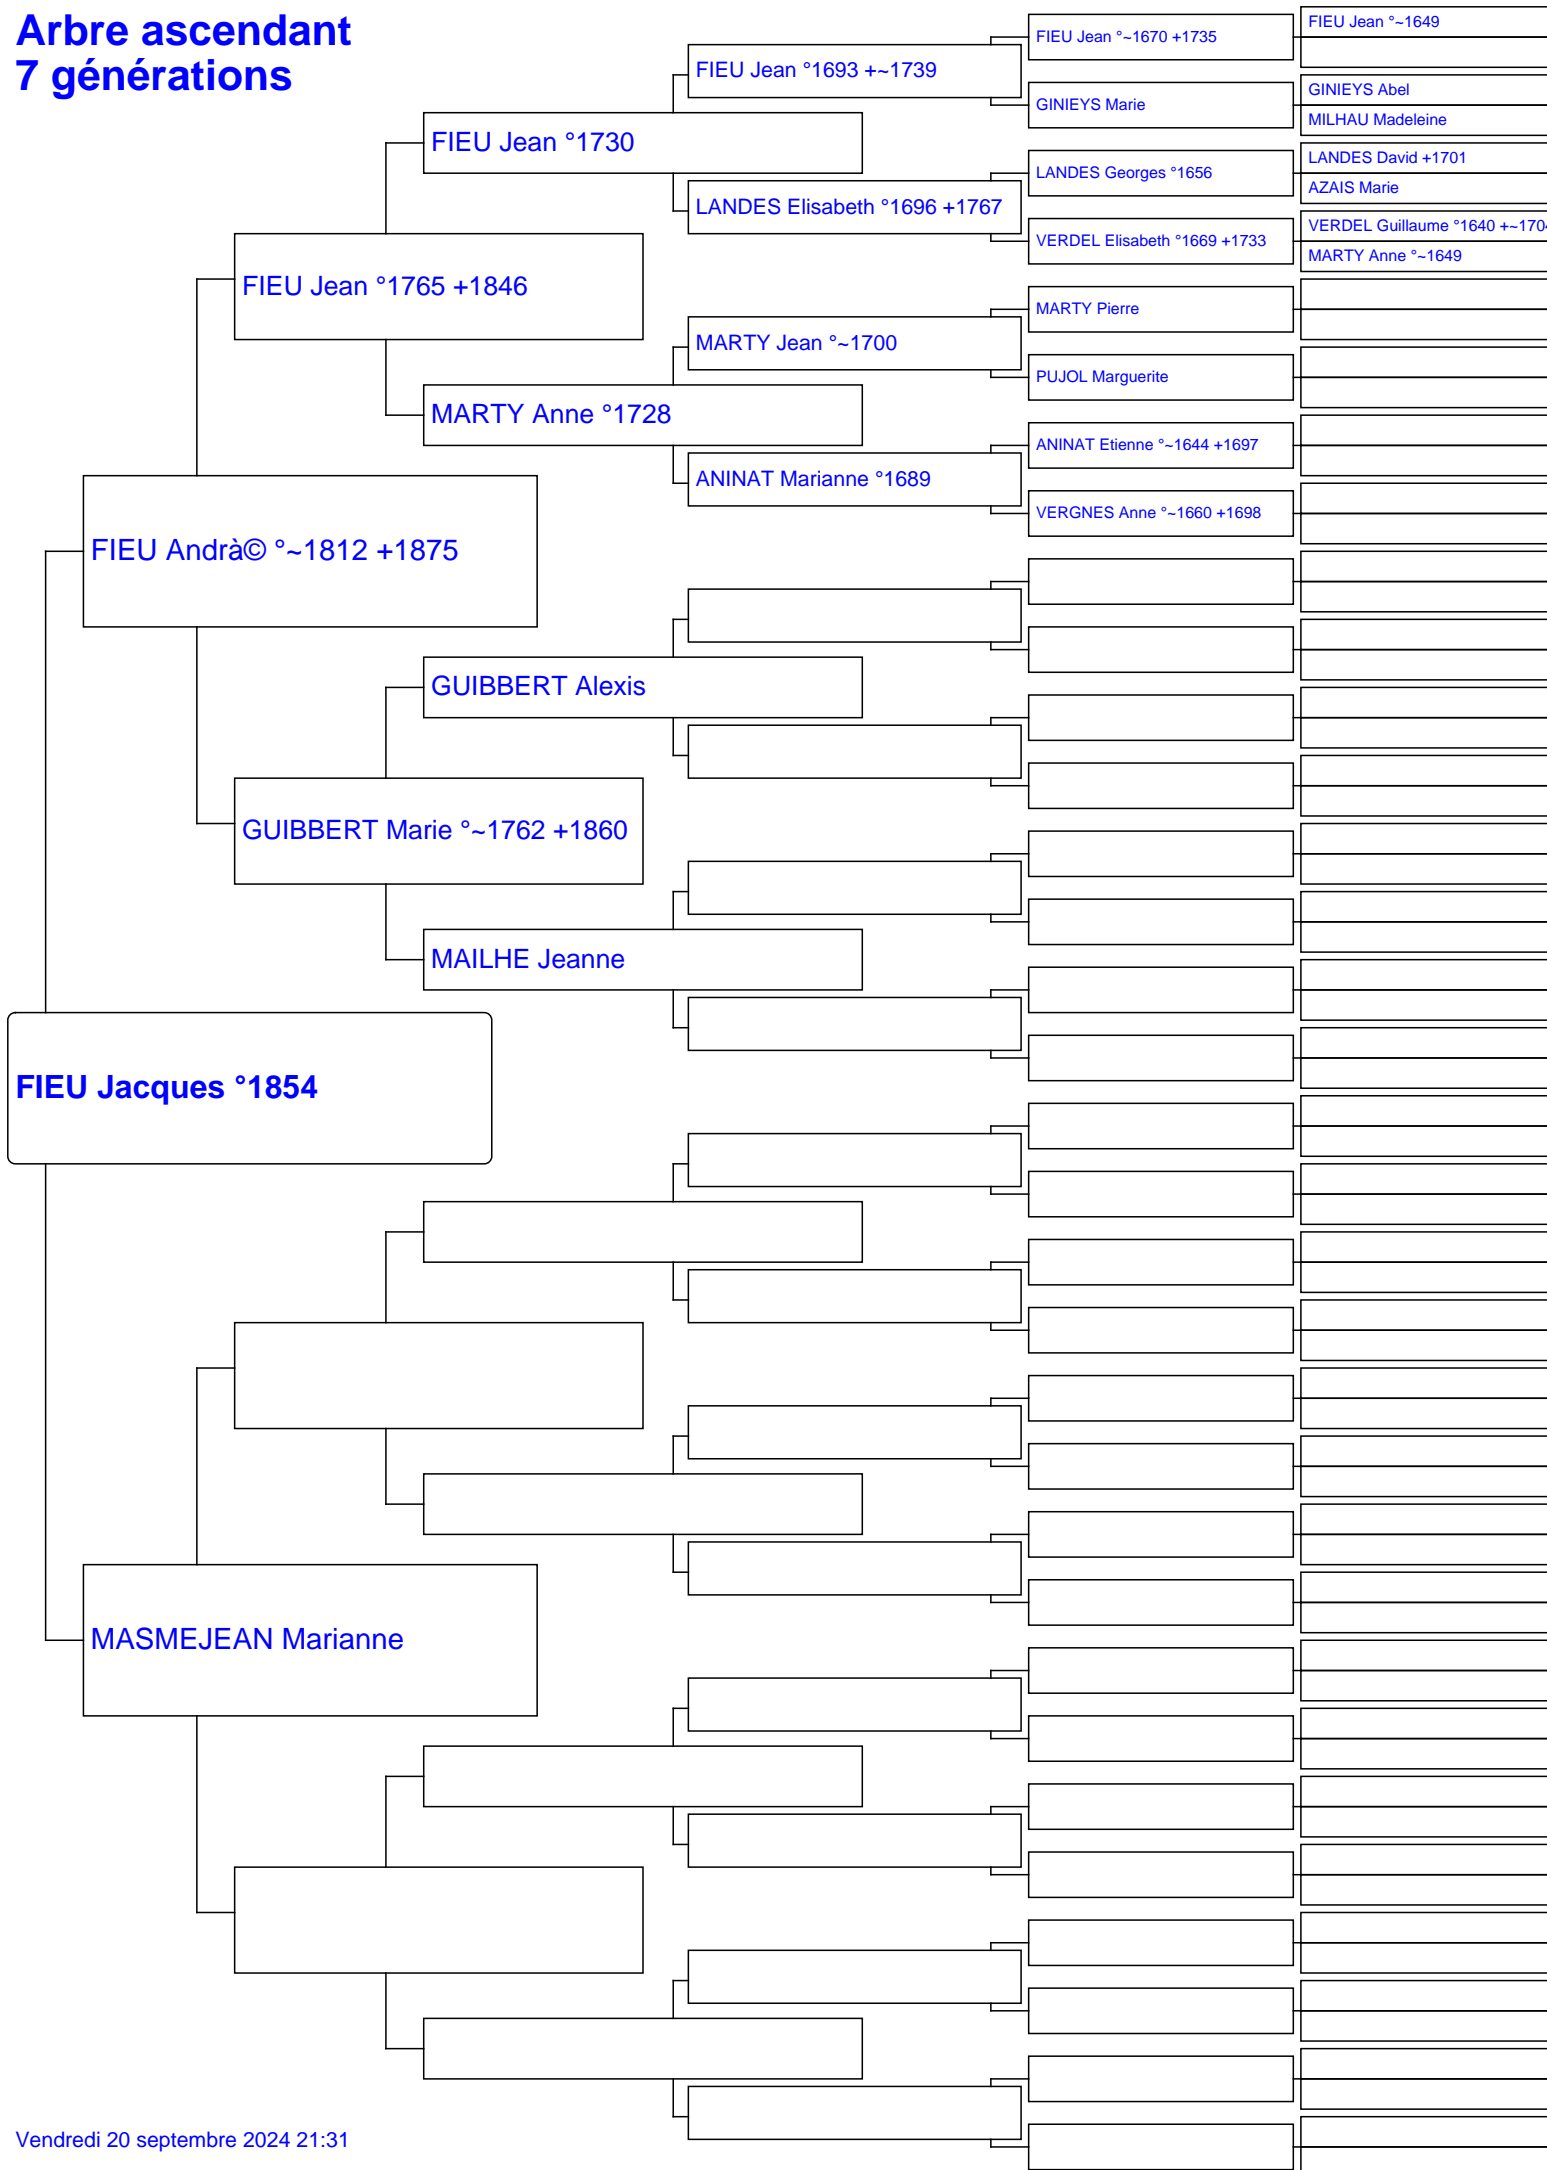 Arbre ascendant
7 générations
FIEU Jean °~1649
FIEU Jean °~1670 +1735
FIEU Jean °1693 +~1739
GINIEYS Abel
GINIEYS Marie
MILHAU Madeleine
FIEU Jean °1730
LANDES David +1701
LANDES Georges °1656
AZAIS Marie
LANDES Elisabeth °1696 +1767
VERDEL Guillaume °1640 +~1704
VERDEL Elisabeth °1669 +1733
MARTY Anne °~1649
FIEU Jean °1765 +1846
MARTY Pierre
MARTY Jean °~1700
PUJOL Marguerite
MARTY Anne °1728
ANINAT Etienne °~1644 +1697
ANINAT Marianne °1689
VERGNES Anne °~1660 +1698
FIEU Andrà© °~1812 +1875
GUIBBERT Alexis
GUIBBERT Marie °~1762 +1860
MAILHE Jeanne
FIEU Jacques °1854
MASMEJEAN Marianne
Vendredi 20 septembre 2024 21:31